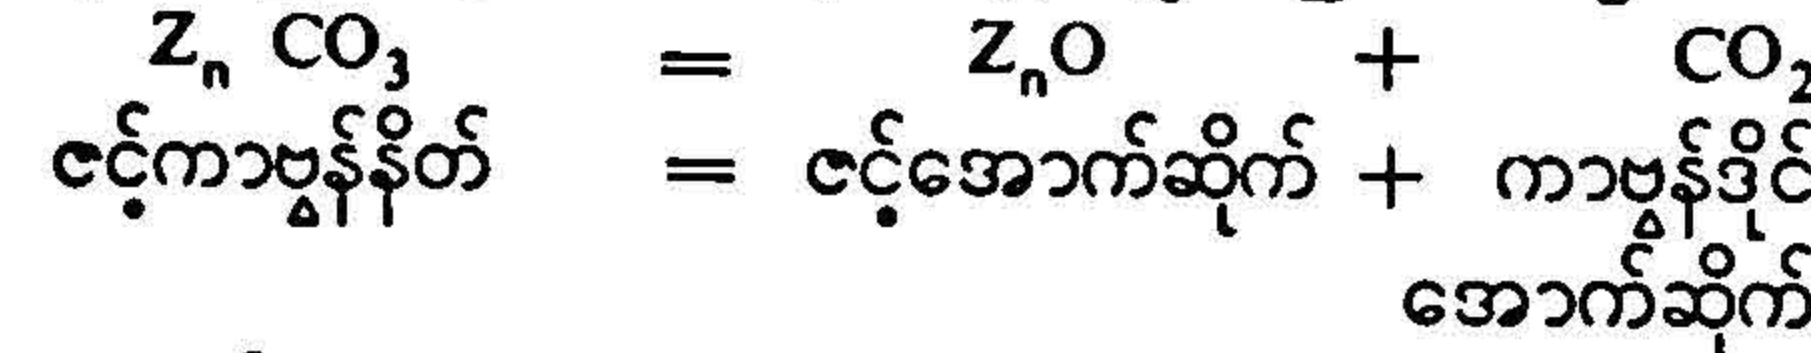 Zₙ CO₃ = ZₙO + CO₂
ဇင့်ကာဗွန်နိတ် = ဇင့်အောက်ဆိုက် + ကာဗွန်ဒိုင်
အောက်ဆိုက်